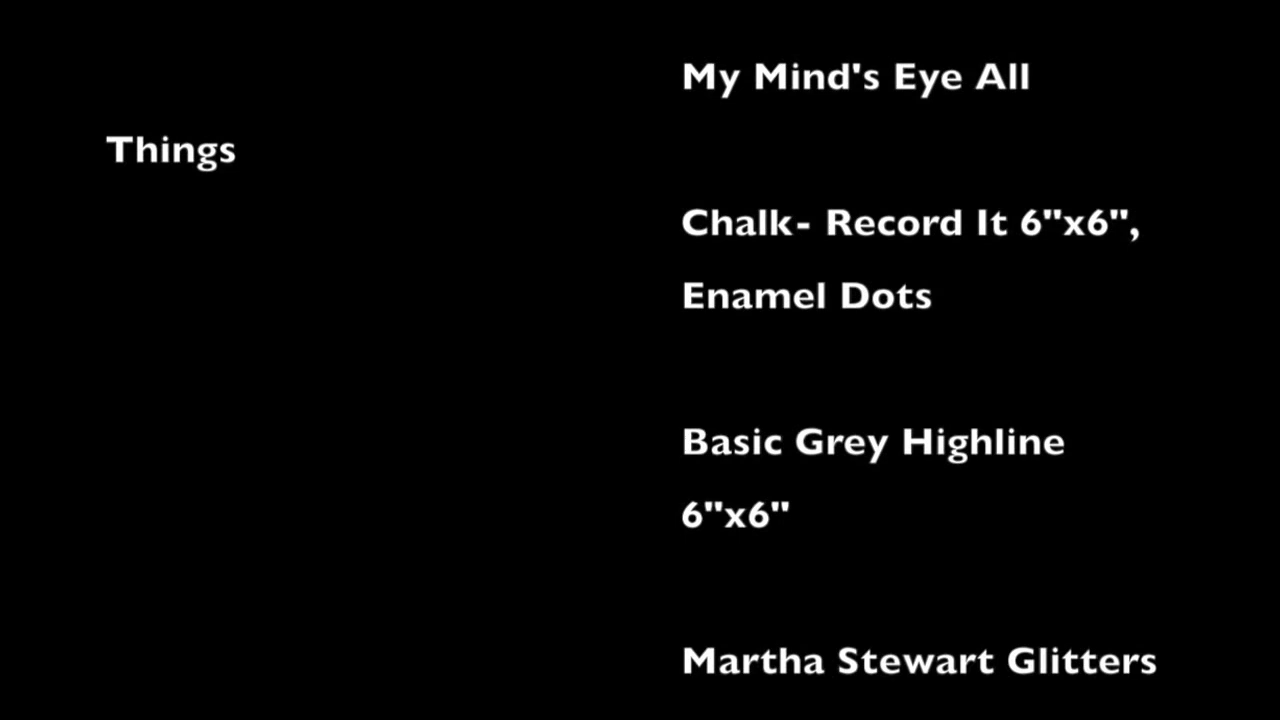 My Mind's Eye All
Things
Chalk- Record It 6"x6",
Enamel Dots
Basic Grey Highline
6"x6"
Martha Stewart Glitters